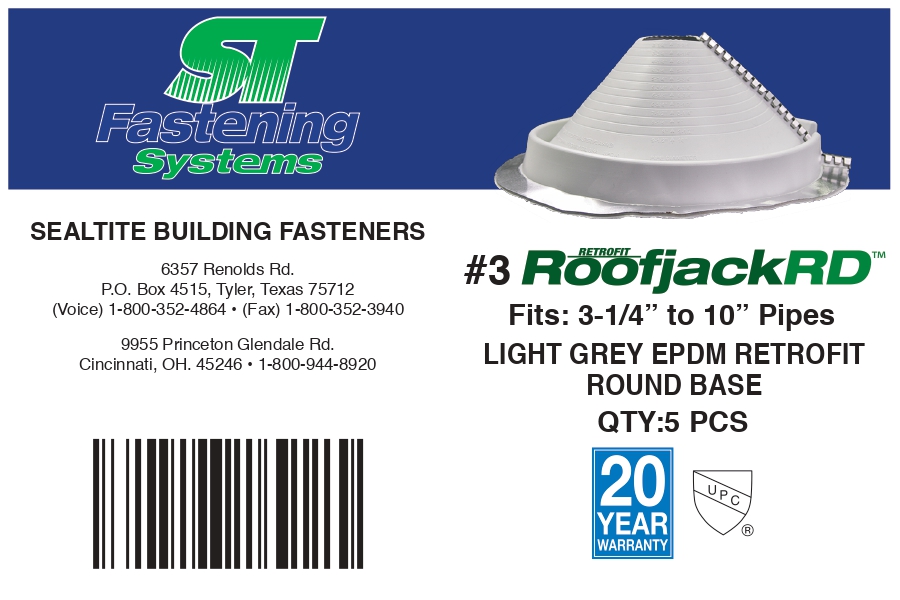 ST
Fastening
Systems
SEALTITE BUILDING FASTENERS
6357 Renolds Rd.
P.O. Box 4515, Tyler, Texas 75712
(Voice) 1-800-352-4864 • (Fax) 1-800-352-3940
9955 Princeton Glendale Rd.
Cincinnati, OH. 45246 • 1-800-944-8920
RETROFIT
#3 RoofjackRD™
Fits: 3-1/4” to 10” Pipes
LIGHT GREY EPDM RETROFIT
ROUND BASE
QTY:5 PCS
20
YEAR
WARRANTY
UPC
®